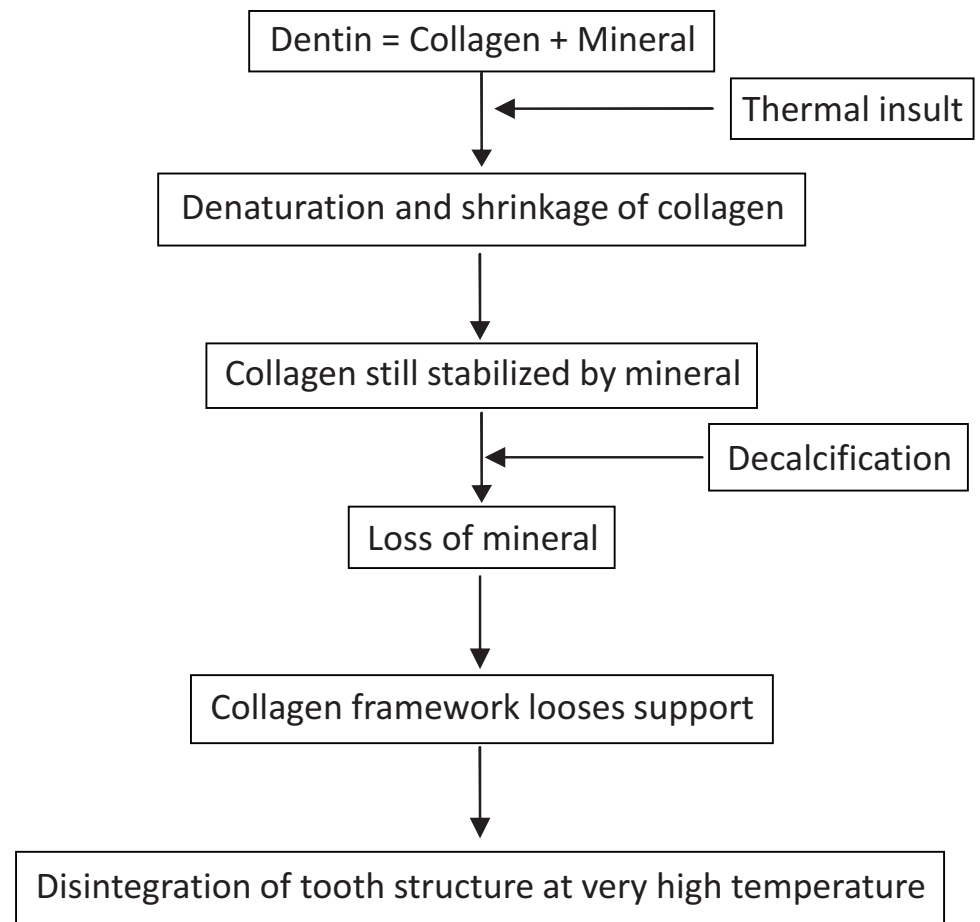 Dentin = Collagen + Mineral
Thermal insult
Denaturation and shrinkage of collagen
Collagen still stabilized by mineral
Decalcification
Loss of mineral
Collagen framework looses support
Disintegration of tooth structure at very high temperature